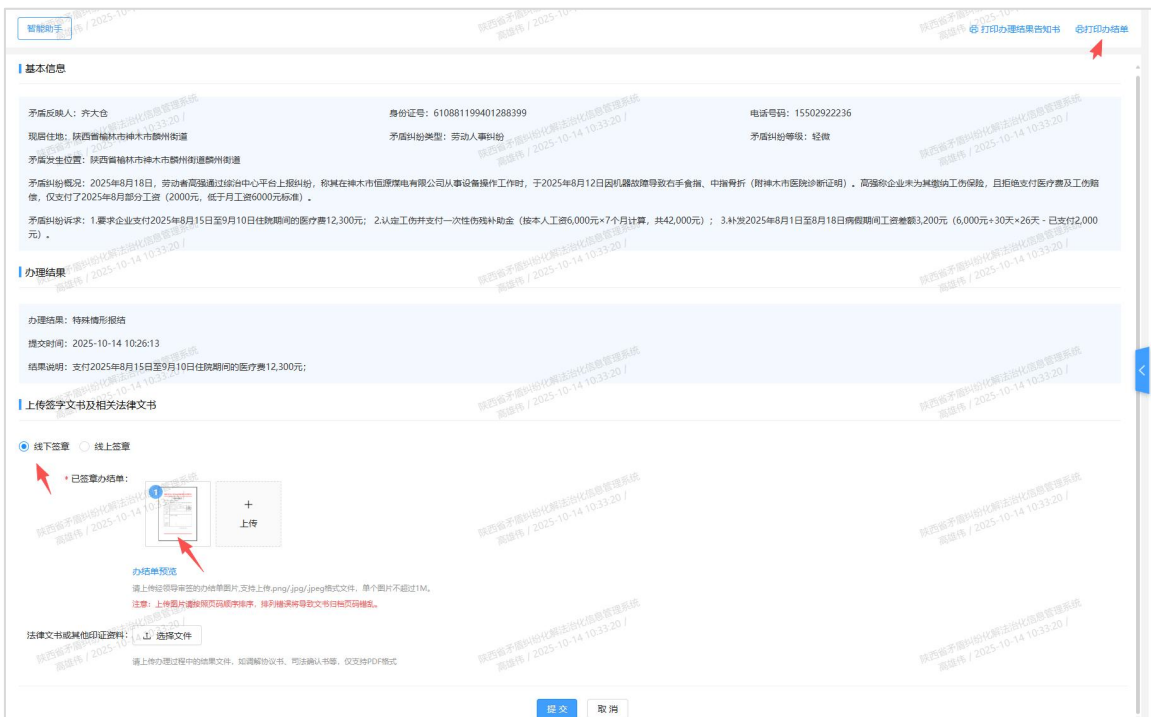 智能助手
打印办理结果告知书 打印办结单
基本信息
矛盾反映人：齐大仓 身份证号：610881199401288399 电话号码：15502922236
现居住地：陕西省榆林市神木市麟州街道 矛盾纠纷类型：劳动人事纠纷 矛盾纠纷等级：轻微
矛盾发生位置：陕西省榆林市神木市麟州街道麟州街道
矛盾纠纷概况：2025年8月18日，劳动者高强通过综治中心平台上报纠纷，称其在神木市恒源煤电有限公司从事设备操作工作时，于2025年8月12日因机器故障导致右手食指、中指骨折（附神木市医院诊断证明）。高强称企业未为其缴纳工伤保险，且拒绝支付医疗费及工伤赔
偿，仅支付了2025年8月部分工资（2000元，低于月工资6000元标准）。
矛盾纠纷诉求：1.要求企业支付2025年8月15日至9月10日住院期间的医疗费12,300元； 2.认定工伤并支付一次性伤残补助金（按本人工资6,000元×7个月计算，共42,000元）； 3.补发2025年8月1日至8月18日病假期间工资差额3,200元（6,000元÷30天×26天 - 已支付2,000
元）。
办理结果
办理结果：特殊情形报结
提交时间：2025-10-14 10:26:13
结果说明：支付2025年8月15日至9月10日住院期间的医疗费12,300元；
上传签字文书及相关法律文书
线下签章 线上签章
* 已签章办结单：
1
+
上传
办结单预览
请上传经领导审签的办结单图片,支持上传.png/.jpg/.jpeg格式文件，单个图片不超过1M。
注意：上传图片请按照页码顺序排序，排列错误将导致文书归档页码错乱。
法律文书或其他印证资料： 选择文件
请上传办理过程中的结果文件，如调解协议书、司法确认书等，仅支持PDF格式
提交 取消
陕西省矛盾纠纷化解法治化信息管理系统
高雄伟 / 2025-10-14 10:33:20 /